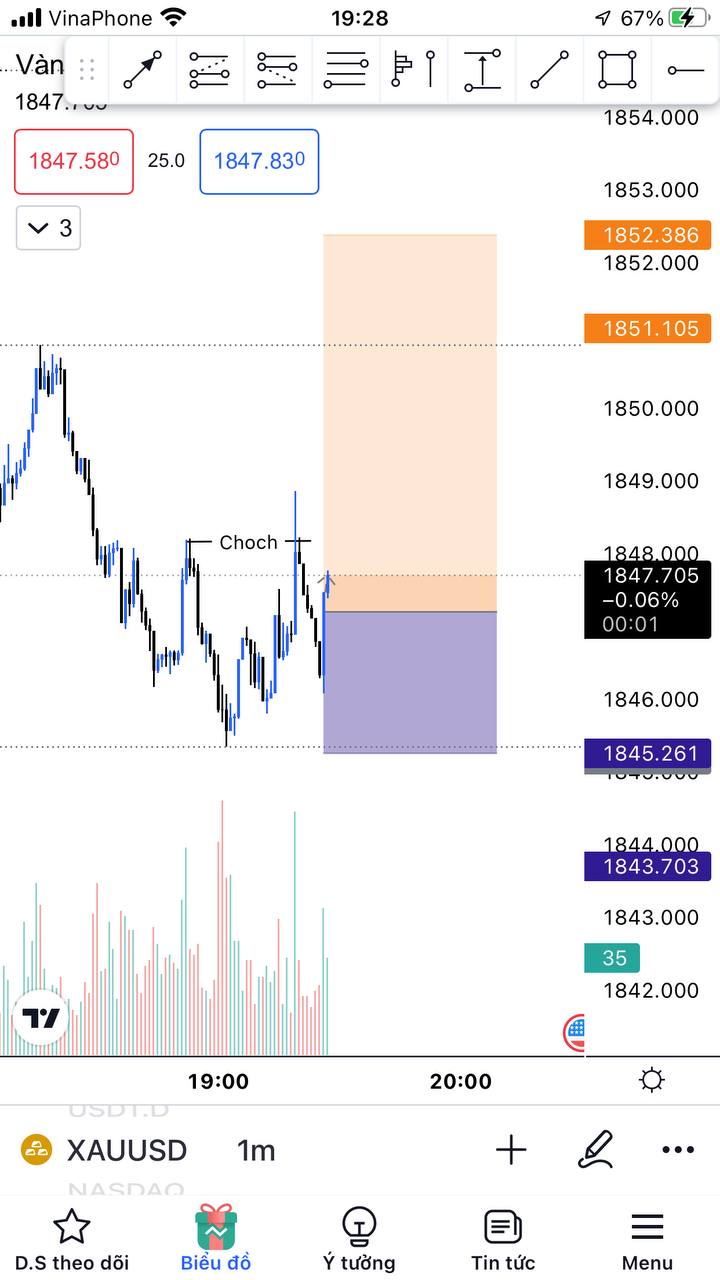 VinaPhone 19:28 67%
Vàn
1847.705
1854.000
1847.580 25.0 1847.830
1853.000
3
1852.386
1852.000
1851.105
1850.000
1849.000
Choch
1848.000
1847.705
−0.06%
00:01
1846.000
1845.261
1845.000
1844.000
1843.703
1843.000
35
1842.000
19:00 20:00
USDT.D
XAUUSD 1m
NASDAQ
D.S theo dõi Biểu đồ Ý tưởng Tin tức Menu